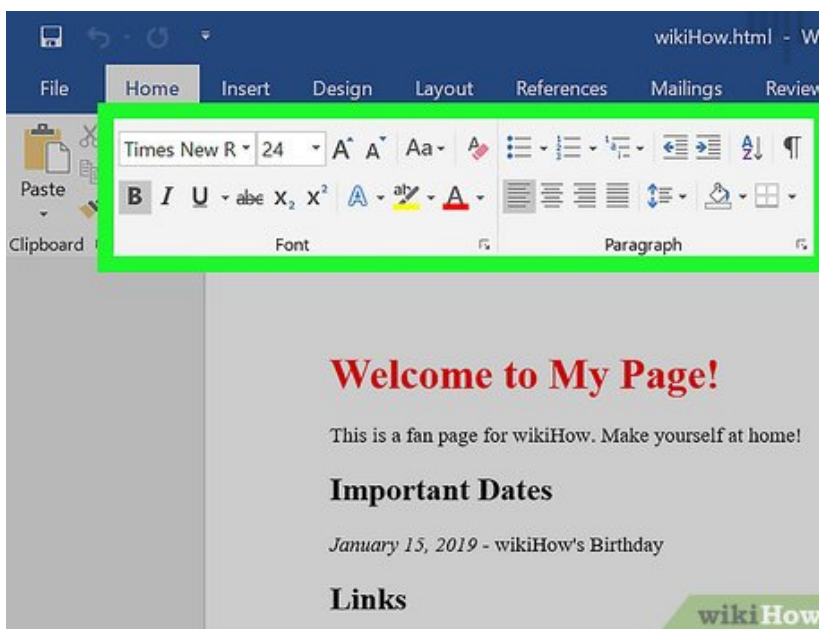 wikiHow.html - W
File Home Insert Design Layout References Mailings Review
Times New R 24 A A Aa
Paste
B I U abc X₂ X² A aby A
Clipboard Font Paragraph
Welcome to My Page!
This is a fan page for wikiHow. Make yourself at home!
Important Dates
January 15, 2019 - wikiHow's Birthday
Links
wikiHow